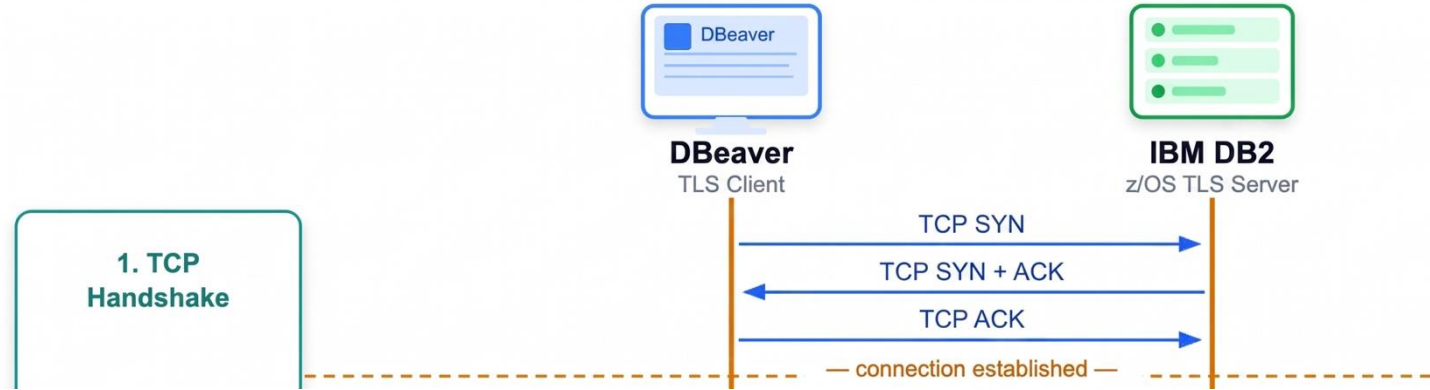 DBeaver
DBeaver
TLS Client
IBM DB2
z/OS TLS Server
1. TCP
Handshake
TCP SYN
TCP SYN + ACK
TCP ACK
— connection established —